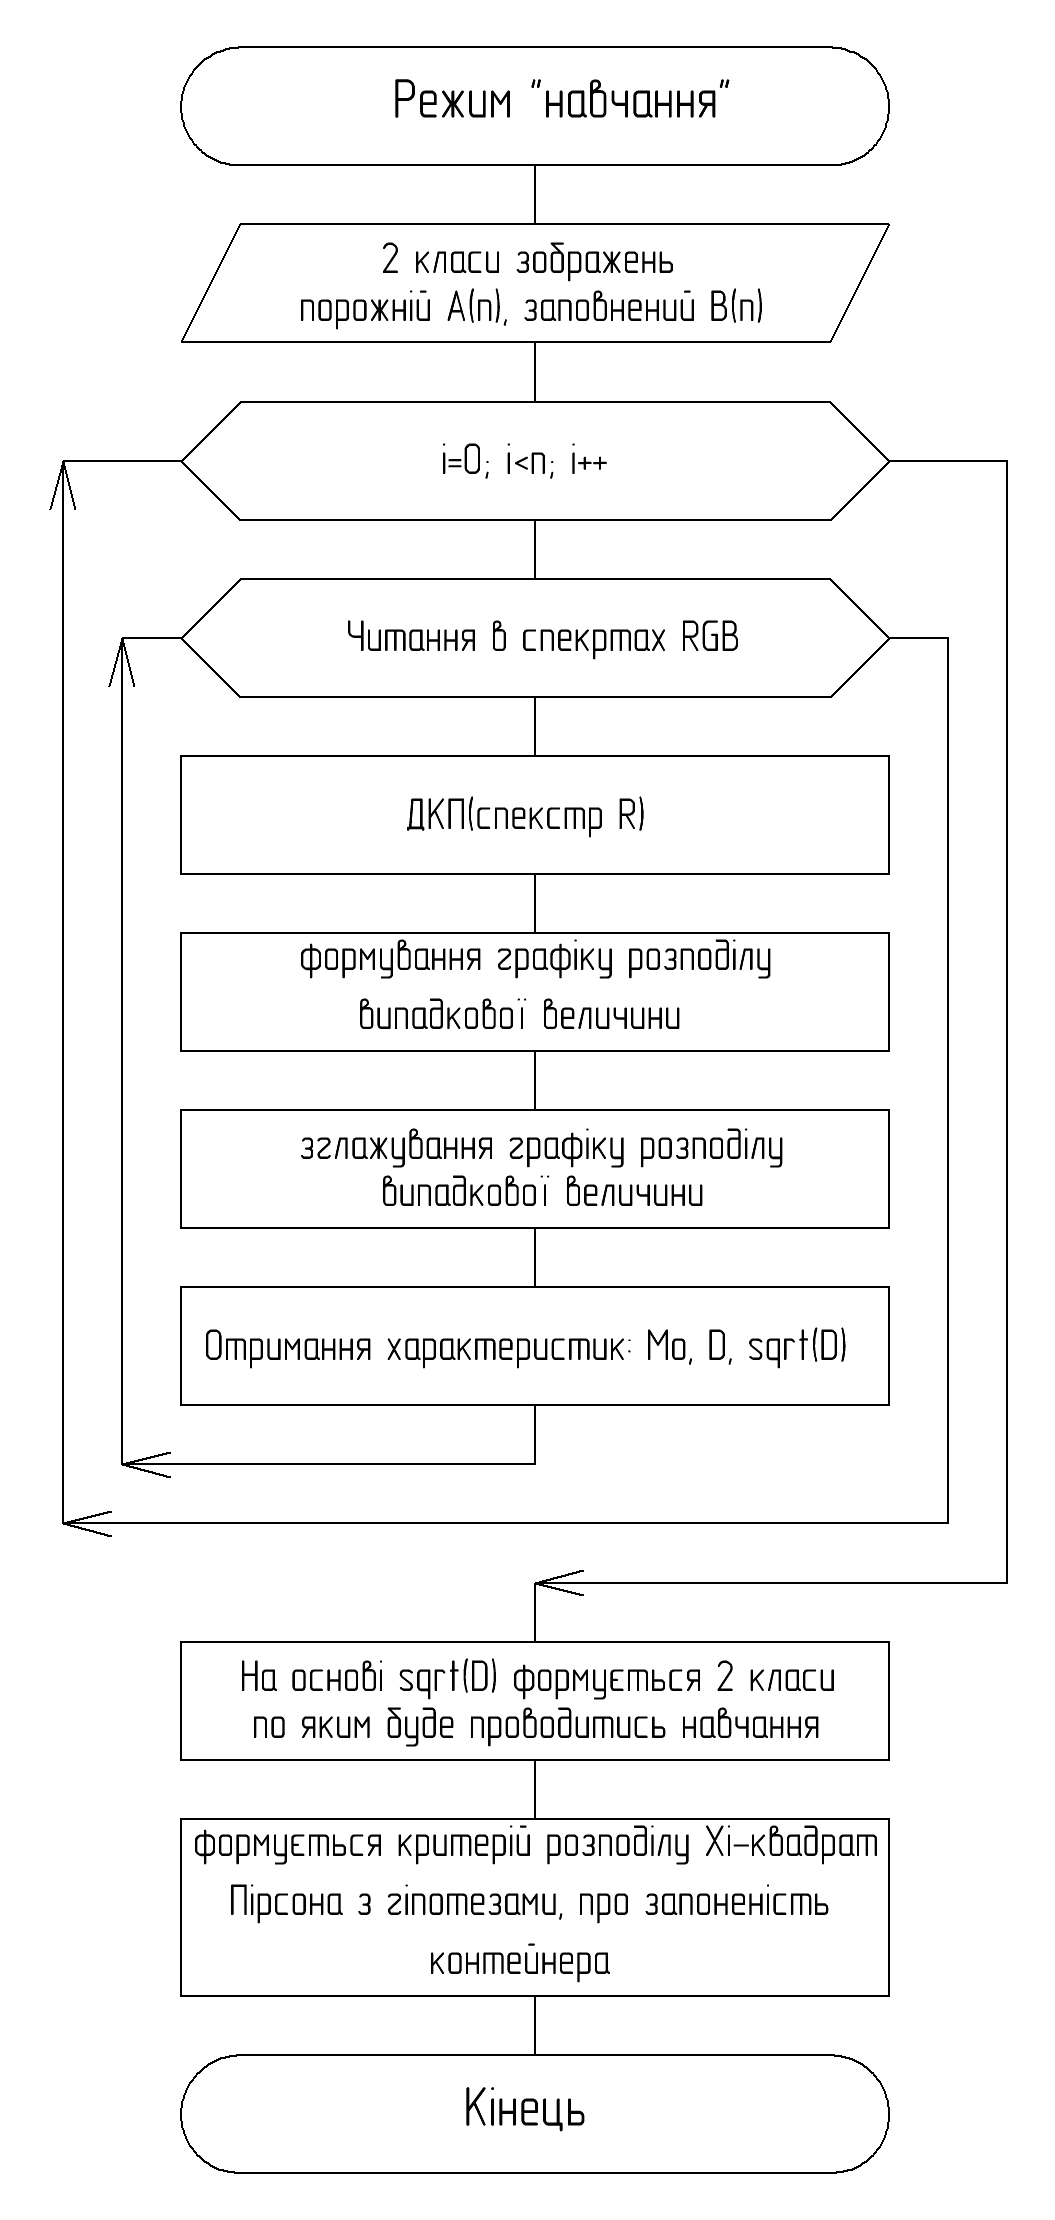 Режим "навчання"
2 класи зображень
порожній А(n), заповнений В(n)
i=0; i<n; i++
Читання в спекртах RGB
ДКП(спекстр R)
формування графіку розподілу
випадкової величини
зглажування графіку розподілу
випадкової величини
Отримання характеристик: Mo, D, sqrt(D)
На основі sqrt(D) формується 2 класи
по яким буде проводитись навчання
формується критерій розподілу Хі-квадрат
Пірсона з гіпотезами, про запоненість
контейнера
Кінець